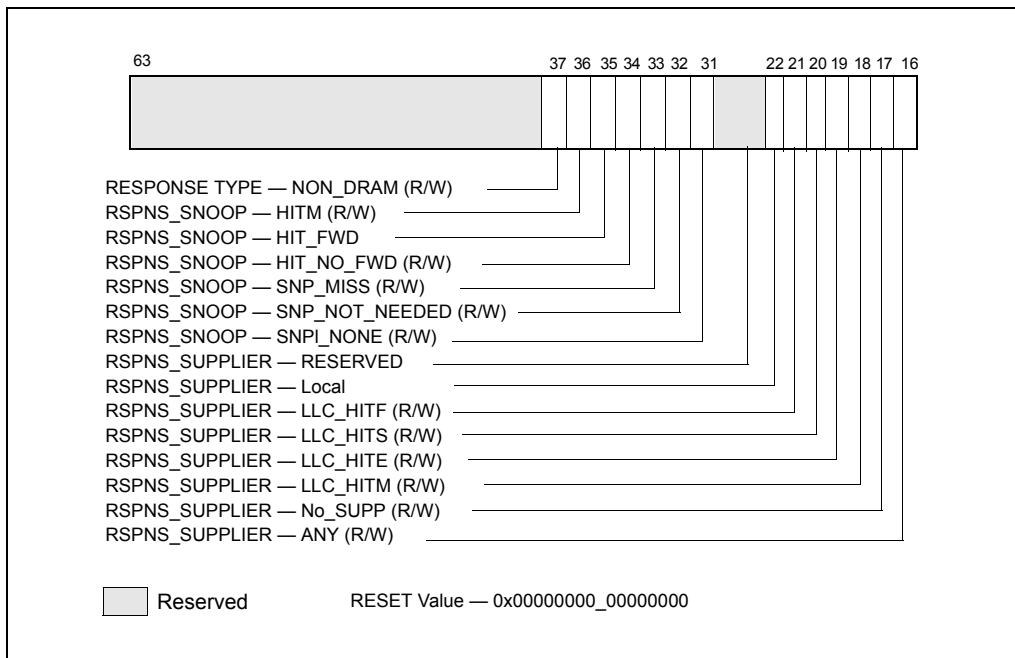 63 37 36 35 34 33 32 31 22 21 20 19 18 17 16
RESPONSE TYPE — NON_DRAM (R/W)
RSPNS_SNOOP — HITM (R/W)
RSPNS_SNOOP — HIT_FWD
RSPNS_SNOOP — HIT_NO_FWD (R/W)
RSPNS_SNOOP — SNP_MISS (R/W)
RSPNS_SNOOP — SNP_NOT_NEEDED (R/W)
RSPNS_SNOOP — SNPI_NONE (R/W)
RSPNS_SUPPLIER — RESERVED
RSPNS_SUPPLIER — Local
RSPNS_SUPPLIER — LLC_HITF (R/W)
RSPNS_SUPPLIER — LLC_HITS (R/W)
RSPNS_SUPPLIER — LLC_HITE (R/W)
RSPNS_SUPPLIER — LLC_HITM (R/W)
RSPNS_SUPPLIER — No_SUPP (R/W)
RSPNS_SUPPLIER — ANY (R/W)
Reserved RESET Value — 0x00000000_00000000